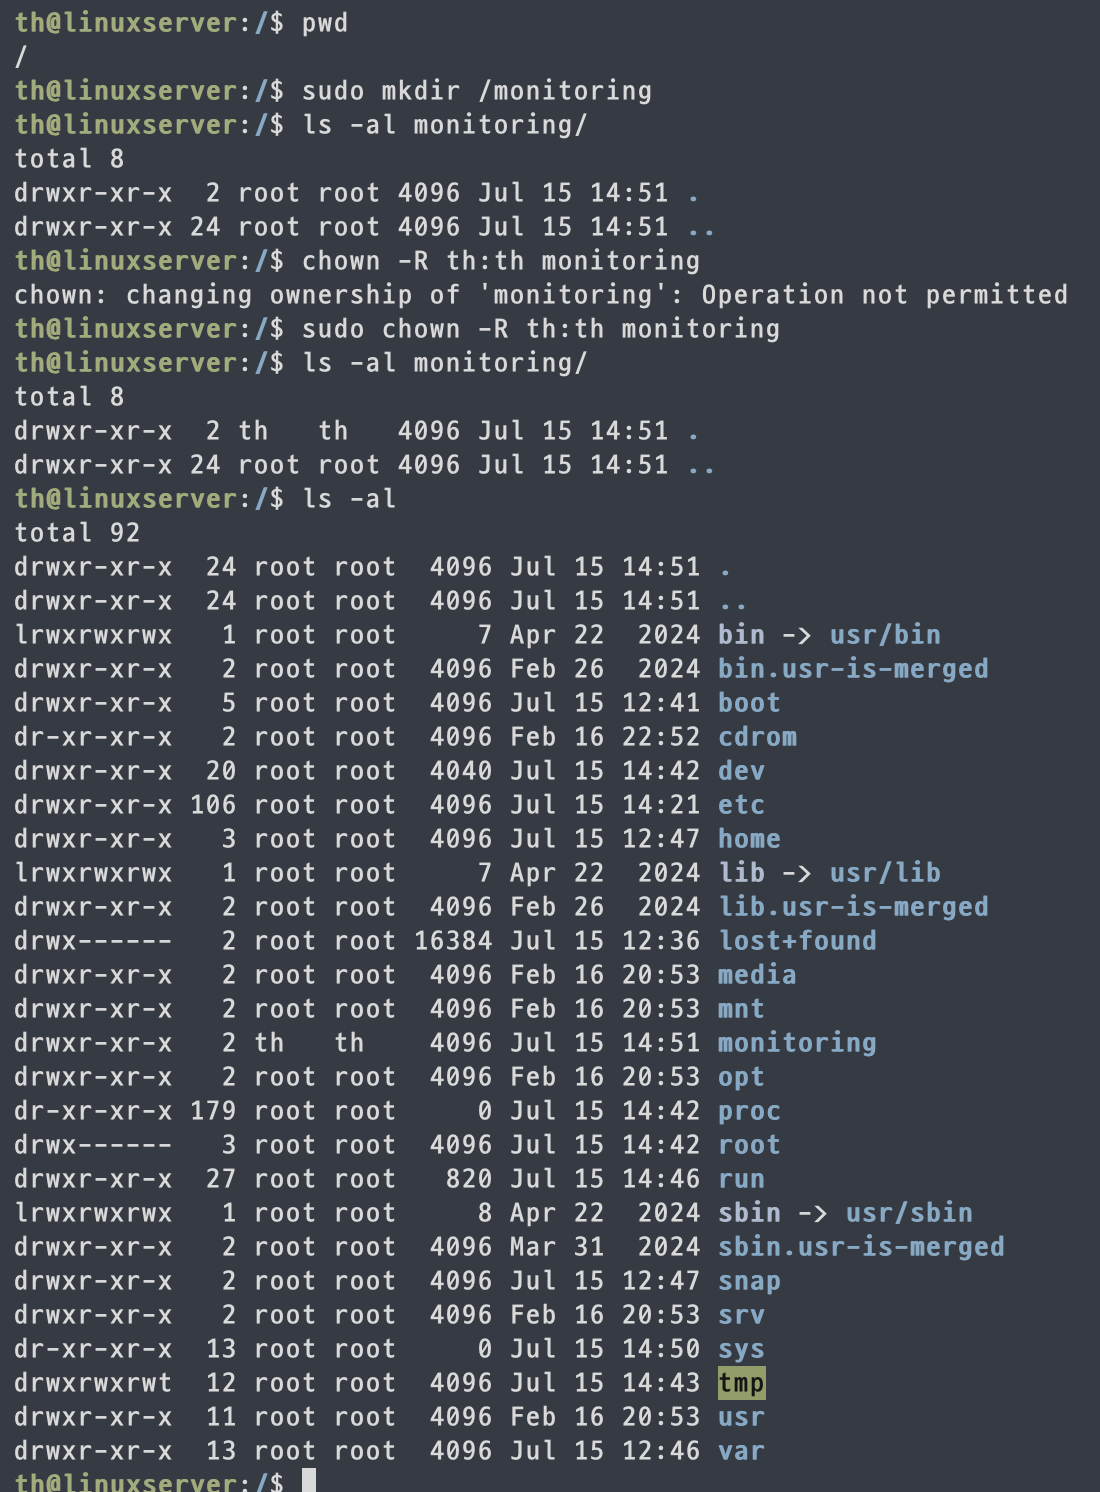 th@linuxserver:/$ pwd
/
th@linuxserver:/$ sudo mkdir /monitoring
th@linuxserver:/$ ls -al monitoring/
total 8
drwxr-xr-x  2 root root 4096 Jul 15 14:51 .
drwxr-xr-x 24 root root 4096 Jul 15 14:51 ..
th@linuxserver:/$ chown -R th:th monitoring
chown: changing ownership of 'monitoring': Operation not permitted
th@linuxserver:/$ sudo chown -R th:th monitoring
th@linuxserver:/$ ls -al monitoring/
total 8
drwxr-xr-x  2 th   th   4096 Jul 15 14:51 .
drwxr-xr-x 24 root root 4096 Jul 15 14:51 ..
th@linuxserver:/$ ls -al
total 92
drwxr-xr-x  24 root root  4096 Jul 15 14:51 .
drwxr-xr-x  24 root root  4096 Jul 15 14:51 ..
lrwxrwxrwx   1 root root     7 Apr 22  2024 bin -> usr/bin
drwxr-xr-x   2 root root  4096 Feb 26  2024 bin.usr-is-merged
drwxr-xr-x   5 root root  4096 Jul 15 12:41 boot
dr-xr-xr-x   2 root root  4096 Feb 16 22:52 cdrom
drwxr-xr-x  20 root root  4040 Jul 15 14:42 dev
drwxr-xr-x 106 root root  4096 Jul 15 14:21 etc
drwxr-xr-x   3 root root  4096 Jul 15 12:47 home
lrwxrwxrwx   1 root root     7 Apr 22  2024 lib -> usr/lib
drwxr-xr-x   2 root root  4096 Feb 26  2024 lib.usr-is-merged
drwx------   2 root root 16384 Jul 15 12:36 lost+found
drwxr-xr-x   2 root root  4096 Feb 16 20:53 media
drwxr-xr-x   2 root root  4096 Feb 16 20:53 mnt
drwxr-xr-x   2 th   th    4096 Jul 15 14:51 monitoring
drwxr-xr-x   2 root root  4096 Feb 16 20:53 opt
dr-xr-xr-x 179 root root     0 Jul 15 14:42 proc
drwx------   3 root root  4096 Jul 15 14:42 root
drwxr-xr-x  27 root root   820 Jul 15 14:46 run
lrwxrwxrwx   1 root root     8 Apr 22  2024 sbin -> usr/sbin
drwxr-xr-x   2 root root  4096 Mar 31  2024 sbin.usr-is-merged
drwxr-xr-x   2 root root  4096 Jul 15 12:47 snap
drwxr-xr-x   2 root root  4096 Feb 16 20:53 srv
dr-xr-xr-x  13 root root     0 Jul 15 14:50 sys
drwxrwxrwt  12 root root  4096 Jul 15 14:43 tmp
drwxr-xr-x  11 root root  4096 Feb 16 20:53 usr
drwxr-xr-x  13 root root  4096 Jul 15 12:46 var
th@linuxserver:/$